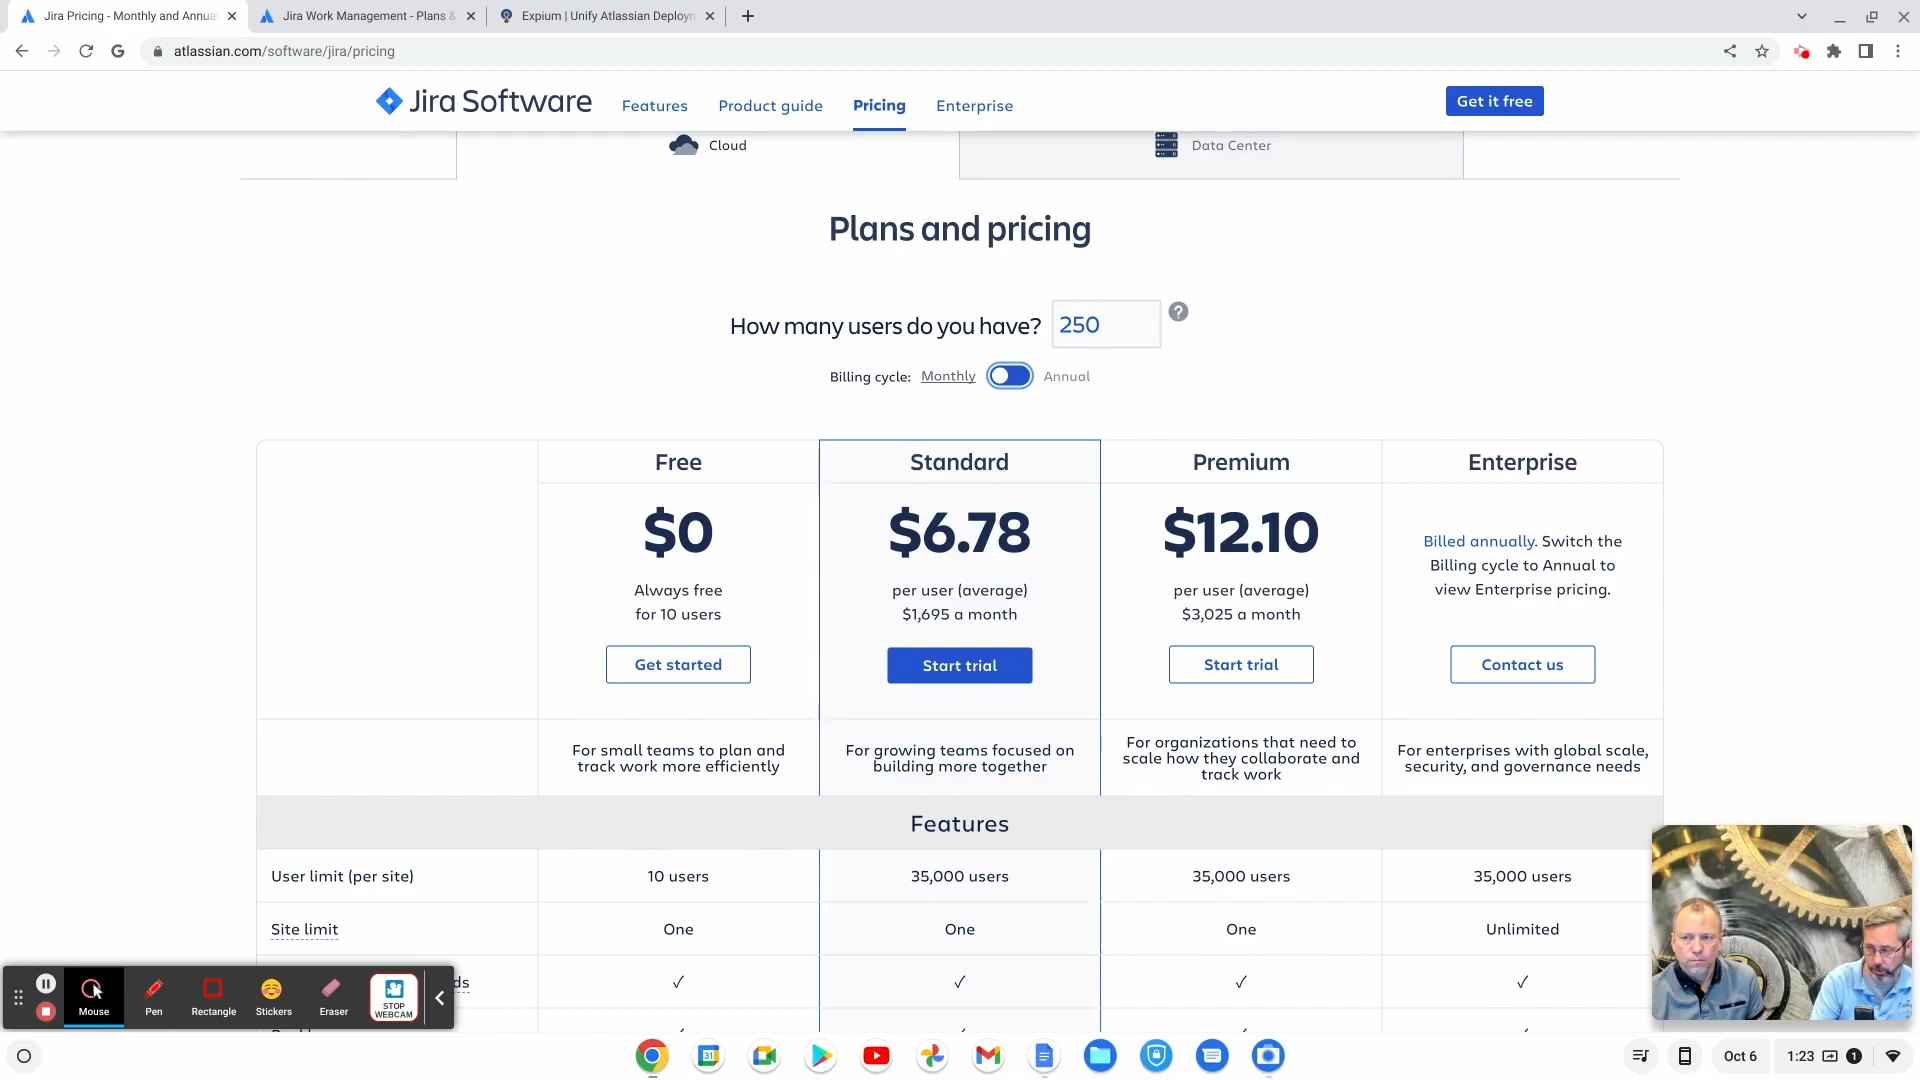 Jira Pricing - Monthly and Annua
Jira Work Management - Plans &
Expium | Unify Atlassian Deploym
atlassian.com/software/jira/pricing
Jira Software
Features
Product guide
Pricing
Enterprise
Get it free
Cloud
Data Center
Plans and pricing
How many users do you have?
250
?
Billing cycle:
Monthly
Annual
Free
Standard
Premium
Enterprise
$0
$6.78
$12.10
Billed annually. Switch the
Billing cycle to Annual to
view Enterprise pricing.
Always free
for 10 users
per user (average)
$1,695 a month
per user (average)
$3,025 a month
Get started
Start trial
Start trial
Contact us
For small teams to plan and
track work more efficiently
For growing teams focused on
building more together
For organizations that need to
scale how they collaborate and
track work
For enterprises with global scale,
security, and governance needs
Features
User limit (per site)
10 users
35,000 users
35,000 users
35,000 users
Site limit
One
One
One
Unlimited
ds
Mouse
Pen
Rectangle
Stickers
Eraser
STOP
WEBCAM
31
Oct 6
1:23
1